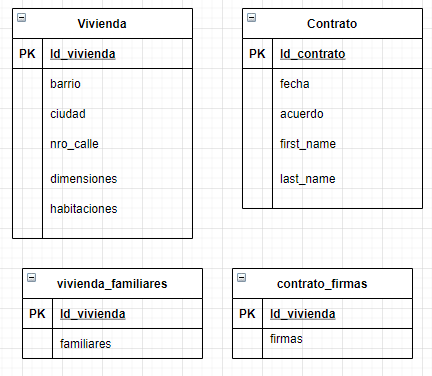 Vivienda
PK Id_vivienda
barrio
ciudad
nro_calle
dimensiones
habitaciones
Contrato
PK Id_contrato
fecha
acuerdo
first_name
last_name
vivienda_familiares
PK Id_vivienda
familiares
contrato_firmas
PK Id_vivienda
firmas